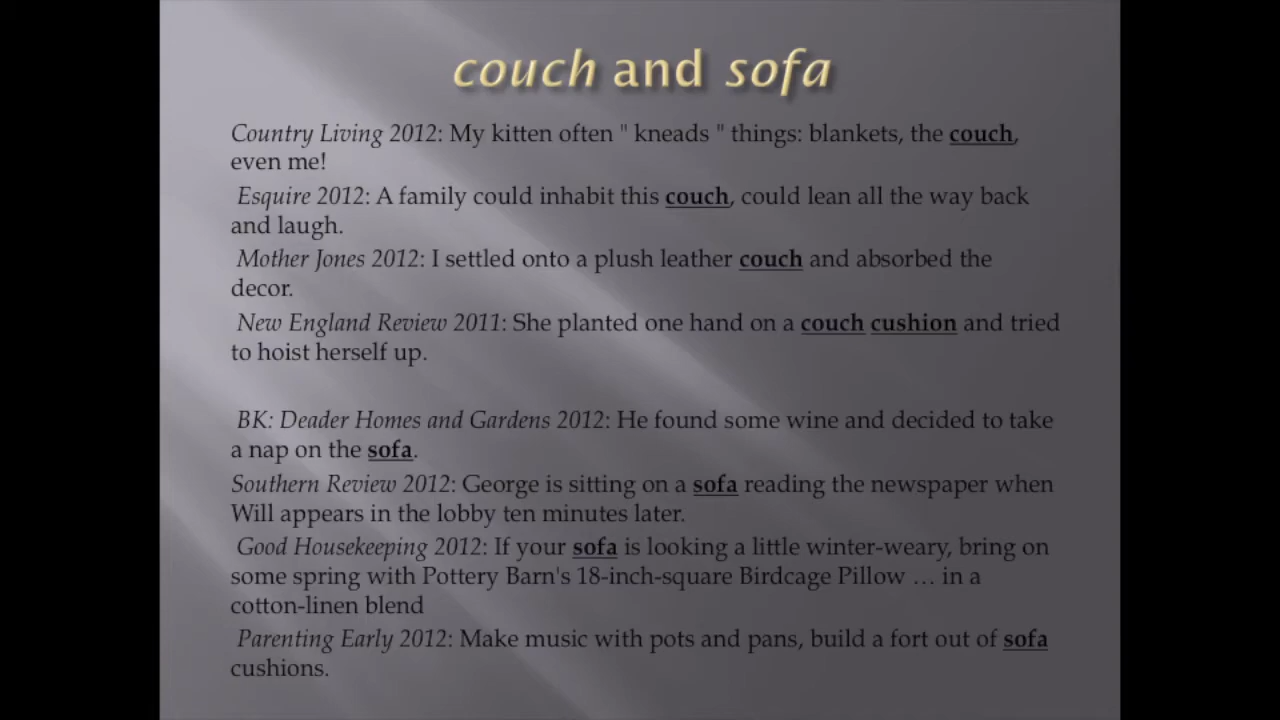 couch and sofa
Country Living 2012: My kitten often " kneads " things: blankets, the couch,
even me!
Esquire 2012: A family could inhabit this couch, could lean all the way back
and laugh.
Mother Jones 2012: I settled onto a plush leather couch and absorbed the
decor.
New England Review 2011: She planted one hand on a couch cushion and tried
to hoist herself up.
BK: Deader Homes and Gardens 2012: He found some wine and decided to take
a nap on the sofa.
Southern Review 2012: George is sitting on a sofa reading the newspaper when
Will appears in the lobby ten minutes later.
Good Housekeeping 2012: If your sofa is looking a little winter-weary, bring on
some spring with Pottery Barn's 18-inch-square Birdcage Pillow … in a
cotton-linen blend
Parenting Early 2012: Make music with pots and pans, build a fort out of sofa
cushions.